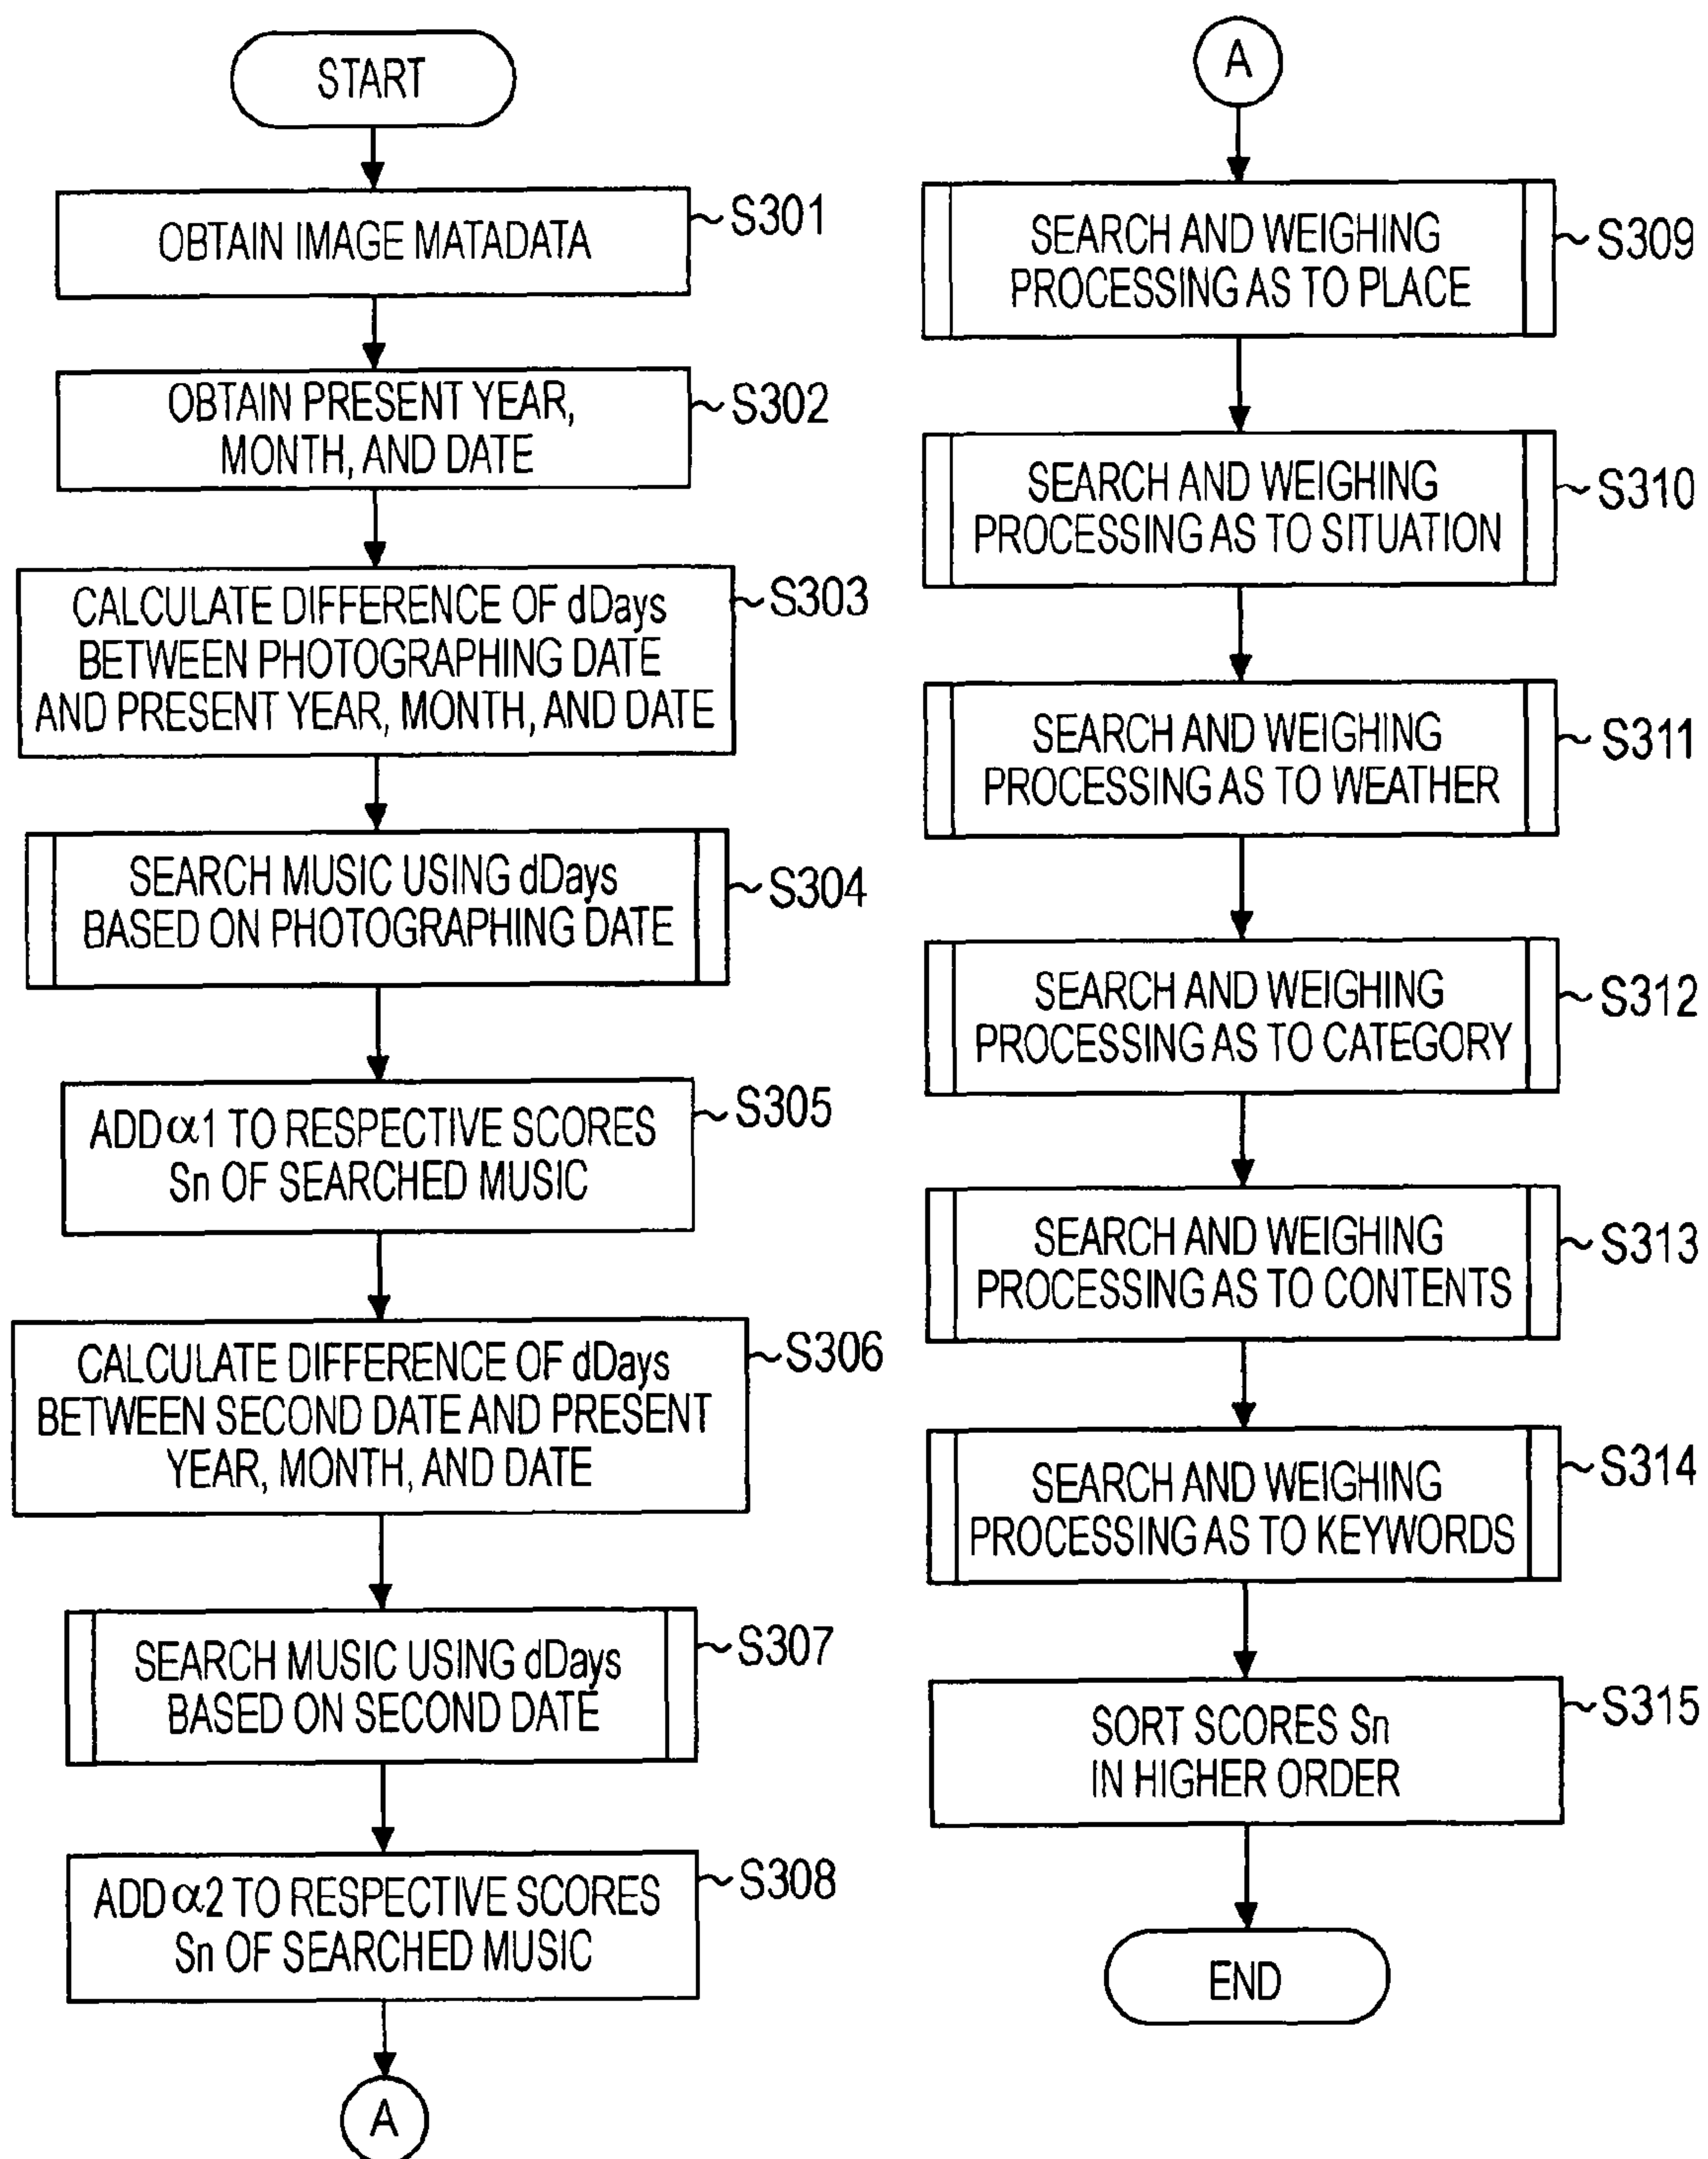 START
OBTAIN IMAGE MATADATA
S301
OBTAIN PRESENT YEAR,
MONTH, AND DATE
S302
CALCULATE DIFFERENCE OF dDays
BETWEEN PHOTOGRAPHING DATE
AND PRESENT YEAR, MONTH, AND DATE
S303
SEARCH MUSIC USING dDays
BASED ON PHOTOGRAPHING DATE
S304
ADD α1 TO RESPECTIVE SCORES
Sn OF SEARCHED MUSIC
S305
CALCULATE DIFFERENCE OF dDays
BETWEEN SECOND DATE AND PRESENT
YEAR, MONTH, AND DATE
S306
SEARCH MUSIC USING dDays
BASED ON SECOND DATE
S307
ADD α2 TO RESPECTIVE SCORES
Sn OF SEARCHED MUSIC
S308
A
A
SEARCH AND WEIGHING
PROCESSING AS TO PLACE
S309
SEARCH AND WEIGHING
PROCESSING AS TO SITUATION
S310
SEARCH AND WEIGHING
PROCESSING AS TO WEATHER
S311
SEARCH AND WEIGHING
PROCESSING AS TO CATEGORY
S312
SEARCH AND WEIGHING
PROCESSING AS TO CONTENTS
S313
SEARCH AND WEIGHING
PROCESSING AS TO KEYWORDS
S314
SORT SCORES Sn
IN HIGHER ORDER
S315
END